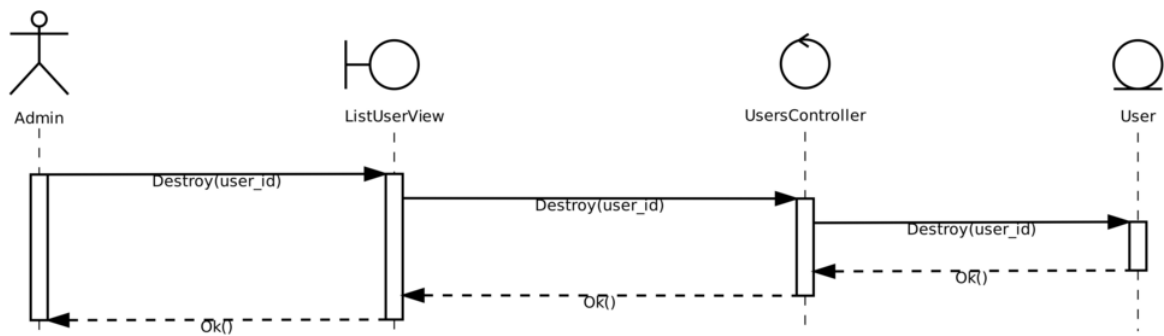 Admin
ListUserView
UsersController
User
Destroy(user_id)
Destroy(user_id)
Destroy(user_id)
Ok()
Ok()
Ok()